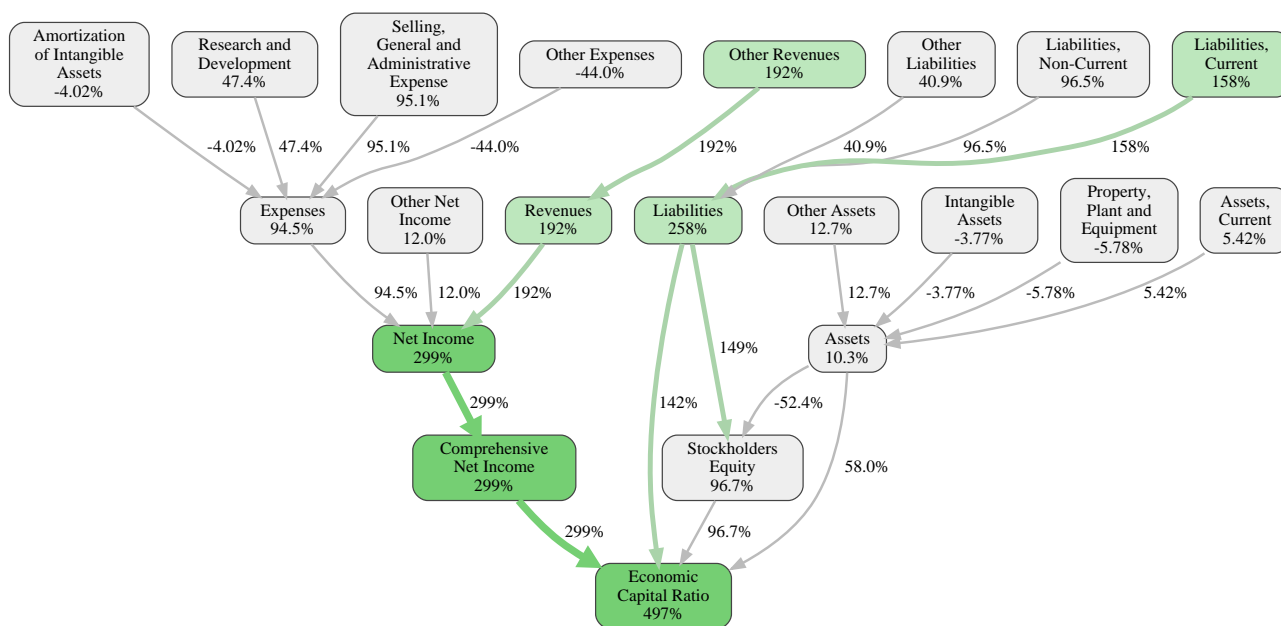 Amortization
of Intangible
Assets
-4.02%
Research and
Development
47.4%
Selling,
General and
Administrative
Expense
95.1%
Other Expenses
-44.0%
Other Revenues
192%
Other
Liabilities
40.9%
Liabilities,
Non-Current
96.5%
Liabilities,
Current
158%
-4.02%
47.4%
95.1%
-44.0%
192%
40.9%
96.5%
158%
Expenses
94.5%
Other Net
Income
12.0%
Revenues
192%
Liabilities
258%
Other Assets
12.7%
Intangible
Assets
-3.77%
Property,
Plant and
Equipment
-5.78%
Assets,
Current
5.42%
94.5%
12.0%
192%
12.7%
-3.77%
-5.78%
5.42%
Net Income
299%
149%
Assets
10.3%
299%
142%
-52.4%
Comprehensive
Net Income
299%
Stockholders
Equity
96.7%
58.0%
299%
96.7%
Economic
Capital Ratio
497%